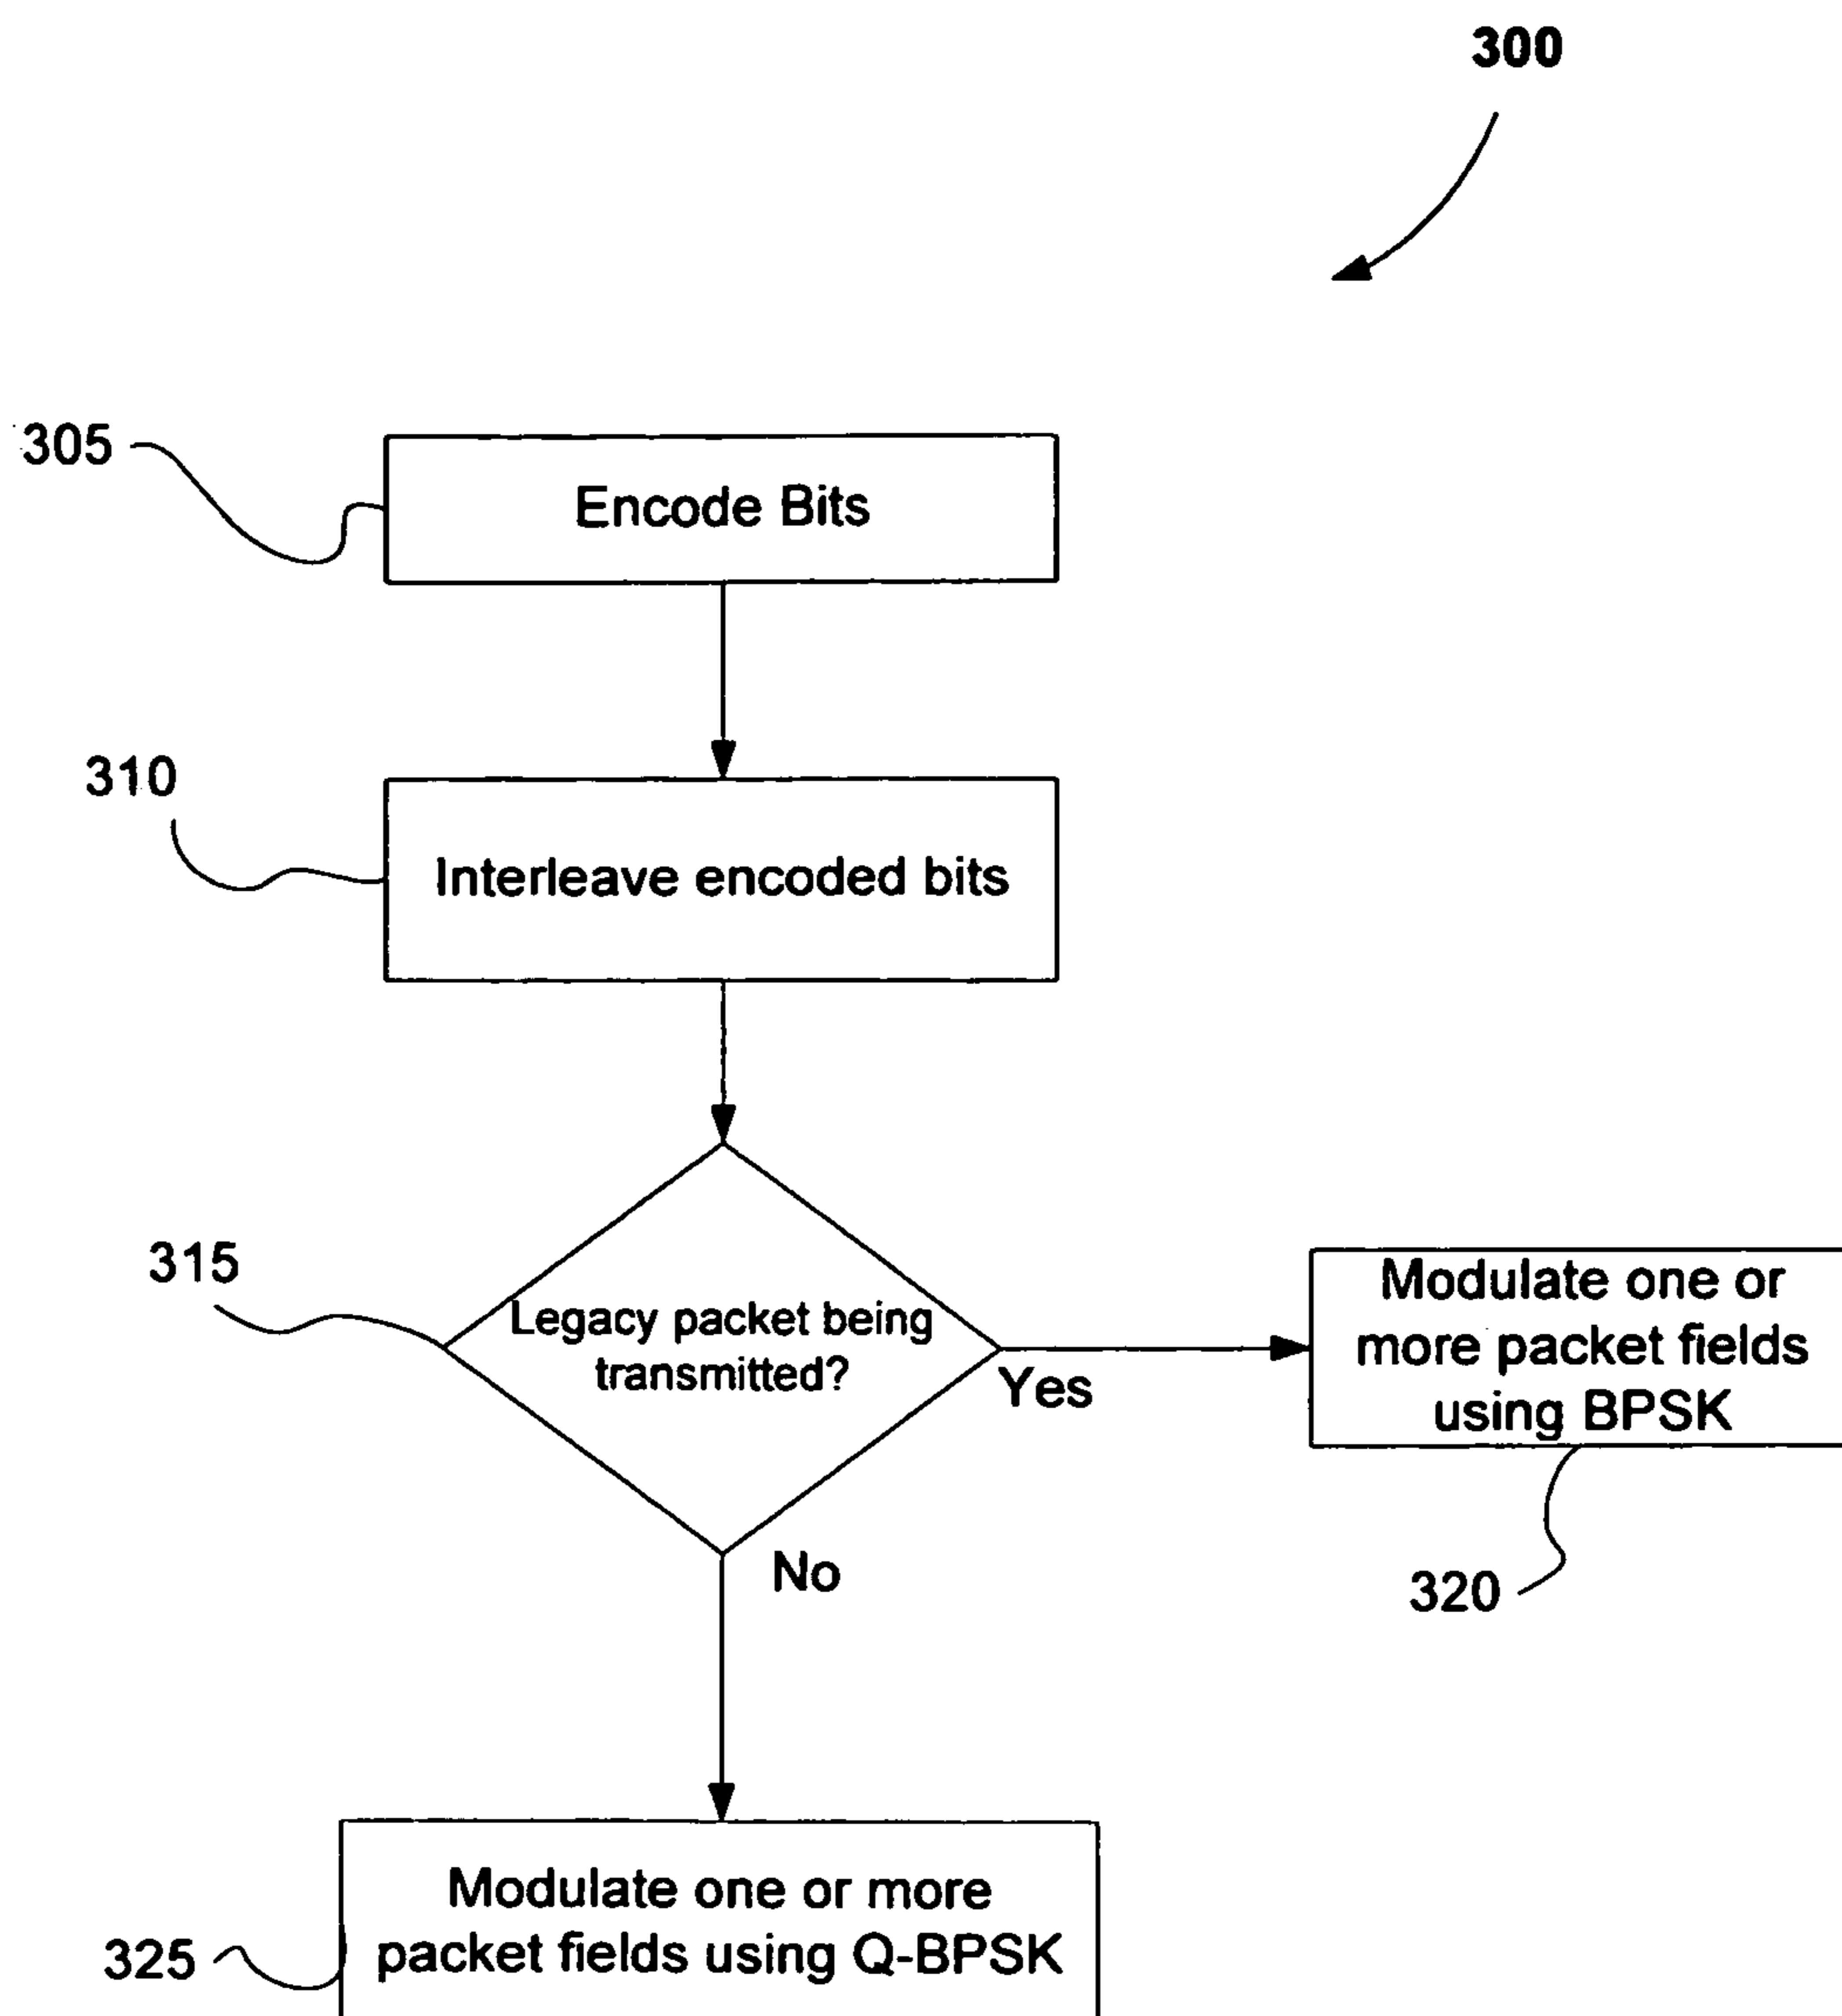 300
305
Encode Bits
310
Interleave encoded bits
315
Legacy packet being
transmitted?
Yes
Modulate one or
more packet fields
using BPSK
320
No
Modulate one or more
packet fields using Q-BPSK
325